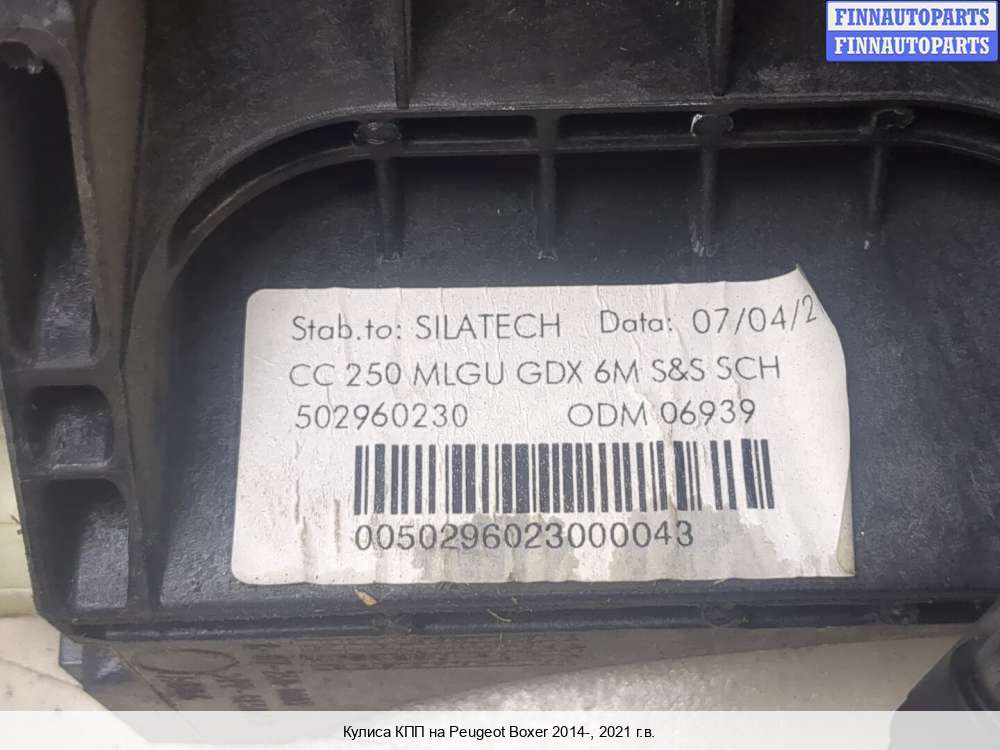 FINNAUTOPARTS
FINNAUTOPARTS
Stab.to: SILATECH Data: 07/04/2
CC 250 MLGU GDX 6M S&S SCH
502960230 ODM 06939
0050296023000043
Кулиса КПП на Peugeot Boxer 2014-, 2021 г.в.